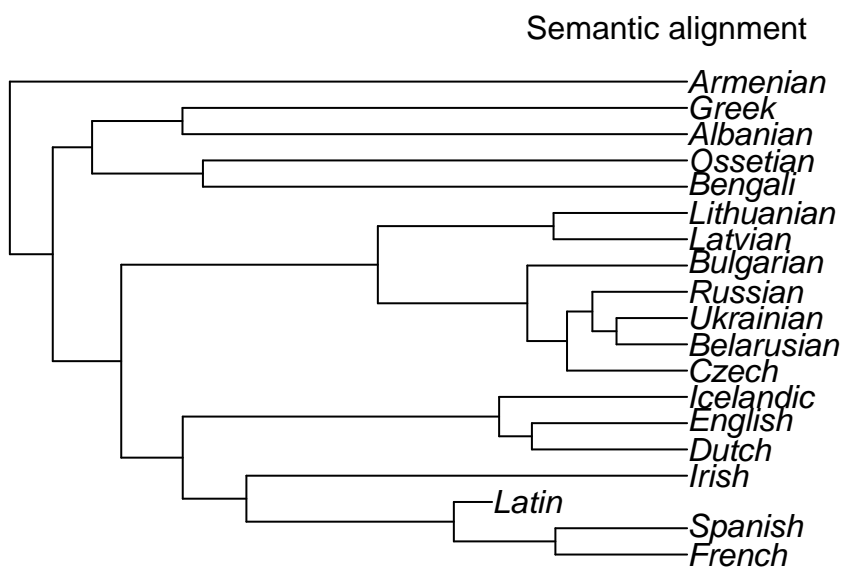 Semantic alignment
Armenian
Greek
Albanian
Ossetian
Bengali
Lithuanian
Latvian
Bulgarian
Russian
Ukrainian
Belarusian
Czech
Icelandic
English
Dutch
Irish
Latin
Spanish
French